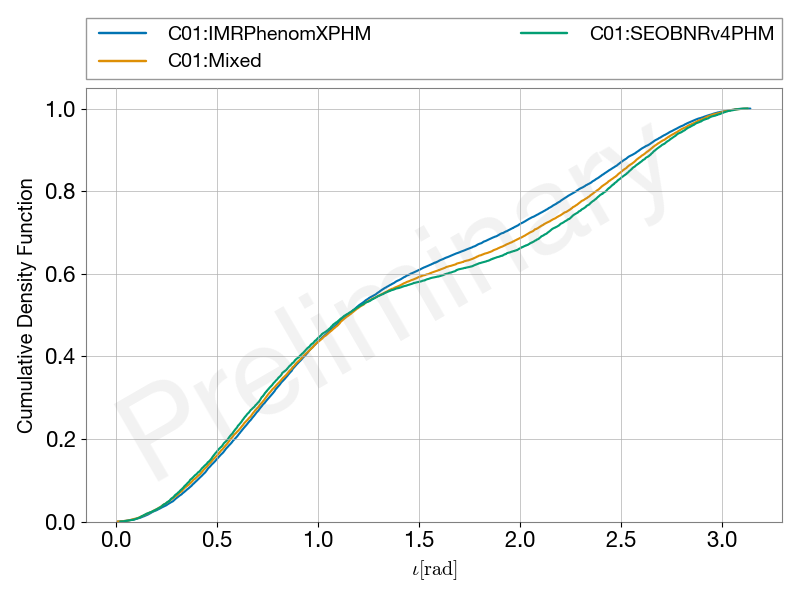 C01:IMRPhenomXPHM
C01:SEOBNRv4PHM
C01:Mixed
Preliminary
Cumulative Density Function
1.0
0.8
0.6
0.4
0.2
0.0
0.0 0.5 1.0 1.5 2.0 2.5 3.0
ι[rad]